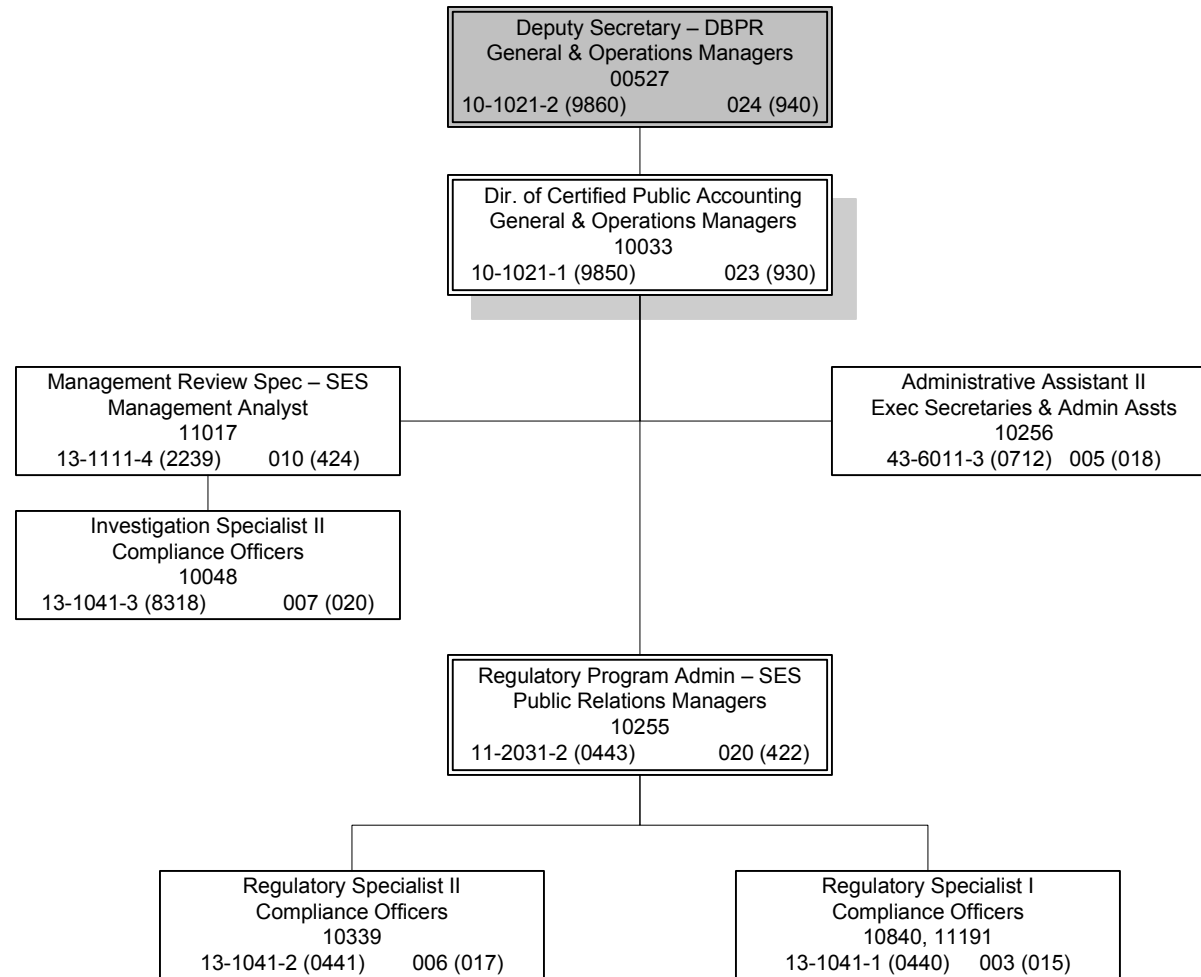 Deputy Secretary – DBPR
General & Operations Managers
00527
10-1021-2 (9860) 024 (940)
Dir. of Certified Public Accounting
General & Operations Managers
10033
10-1021-1 (9850) 023 (930)
Management Review Spec – SES
Management Analyst
11017
13-1111-4 (2239) 010 (424)
Administrative Assistant II
Exec Secretaries & Admin Assts
10256
43-6011-3 (0712) 005 (018)
Investigation Specialist II
Compliance Officers
10048
13-1041-3 (8318) 007 (020)
Regulatory Program Admin – SES
Public Relations Managers
10255
11-2031-2 (0443) 020 (422)
Regulatory Specialist II
Compliance Officers
10339
13-1041-2 (0441) 006 (017)
Regulatory Specialist I
Compliance Officers
10840, 11191
13-1041-1 (0440) 003 (015)